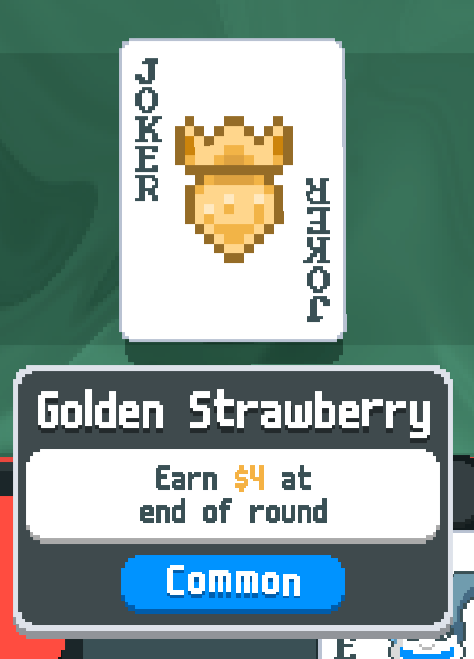 JOKER
JOKER
Golden Strawberry
Earn $4 at
end of round
Common
E